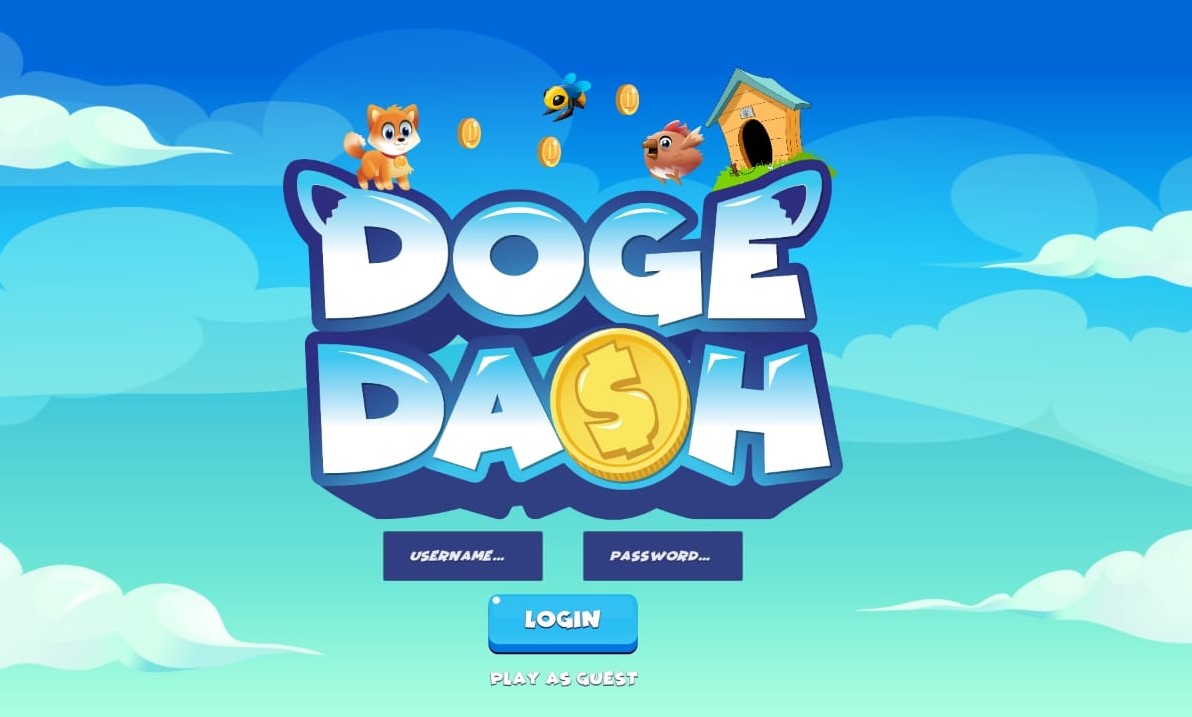 DOGE
DA$H
USERNAME...
PASSWORD...
LOGIN
PLAY AS GUEST